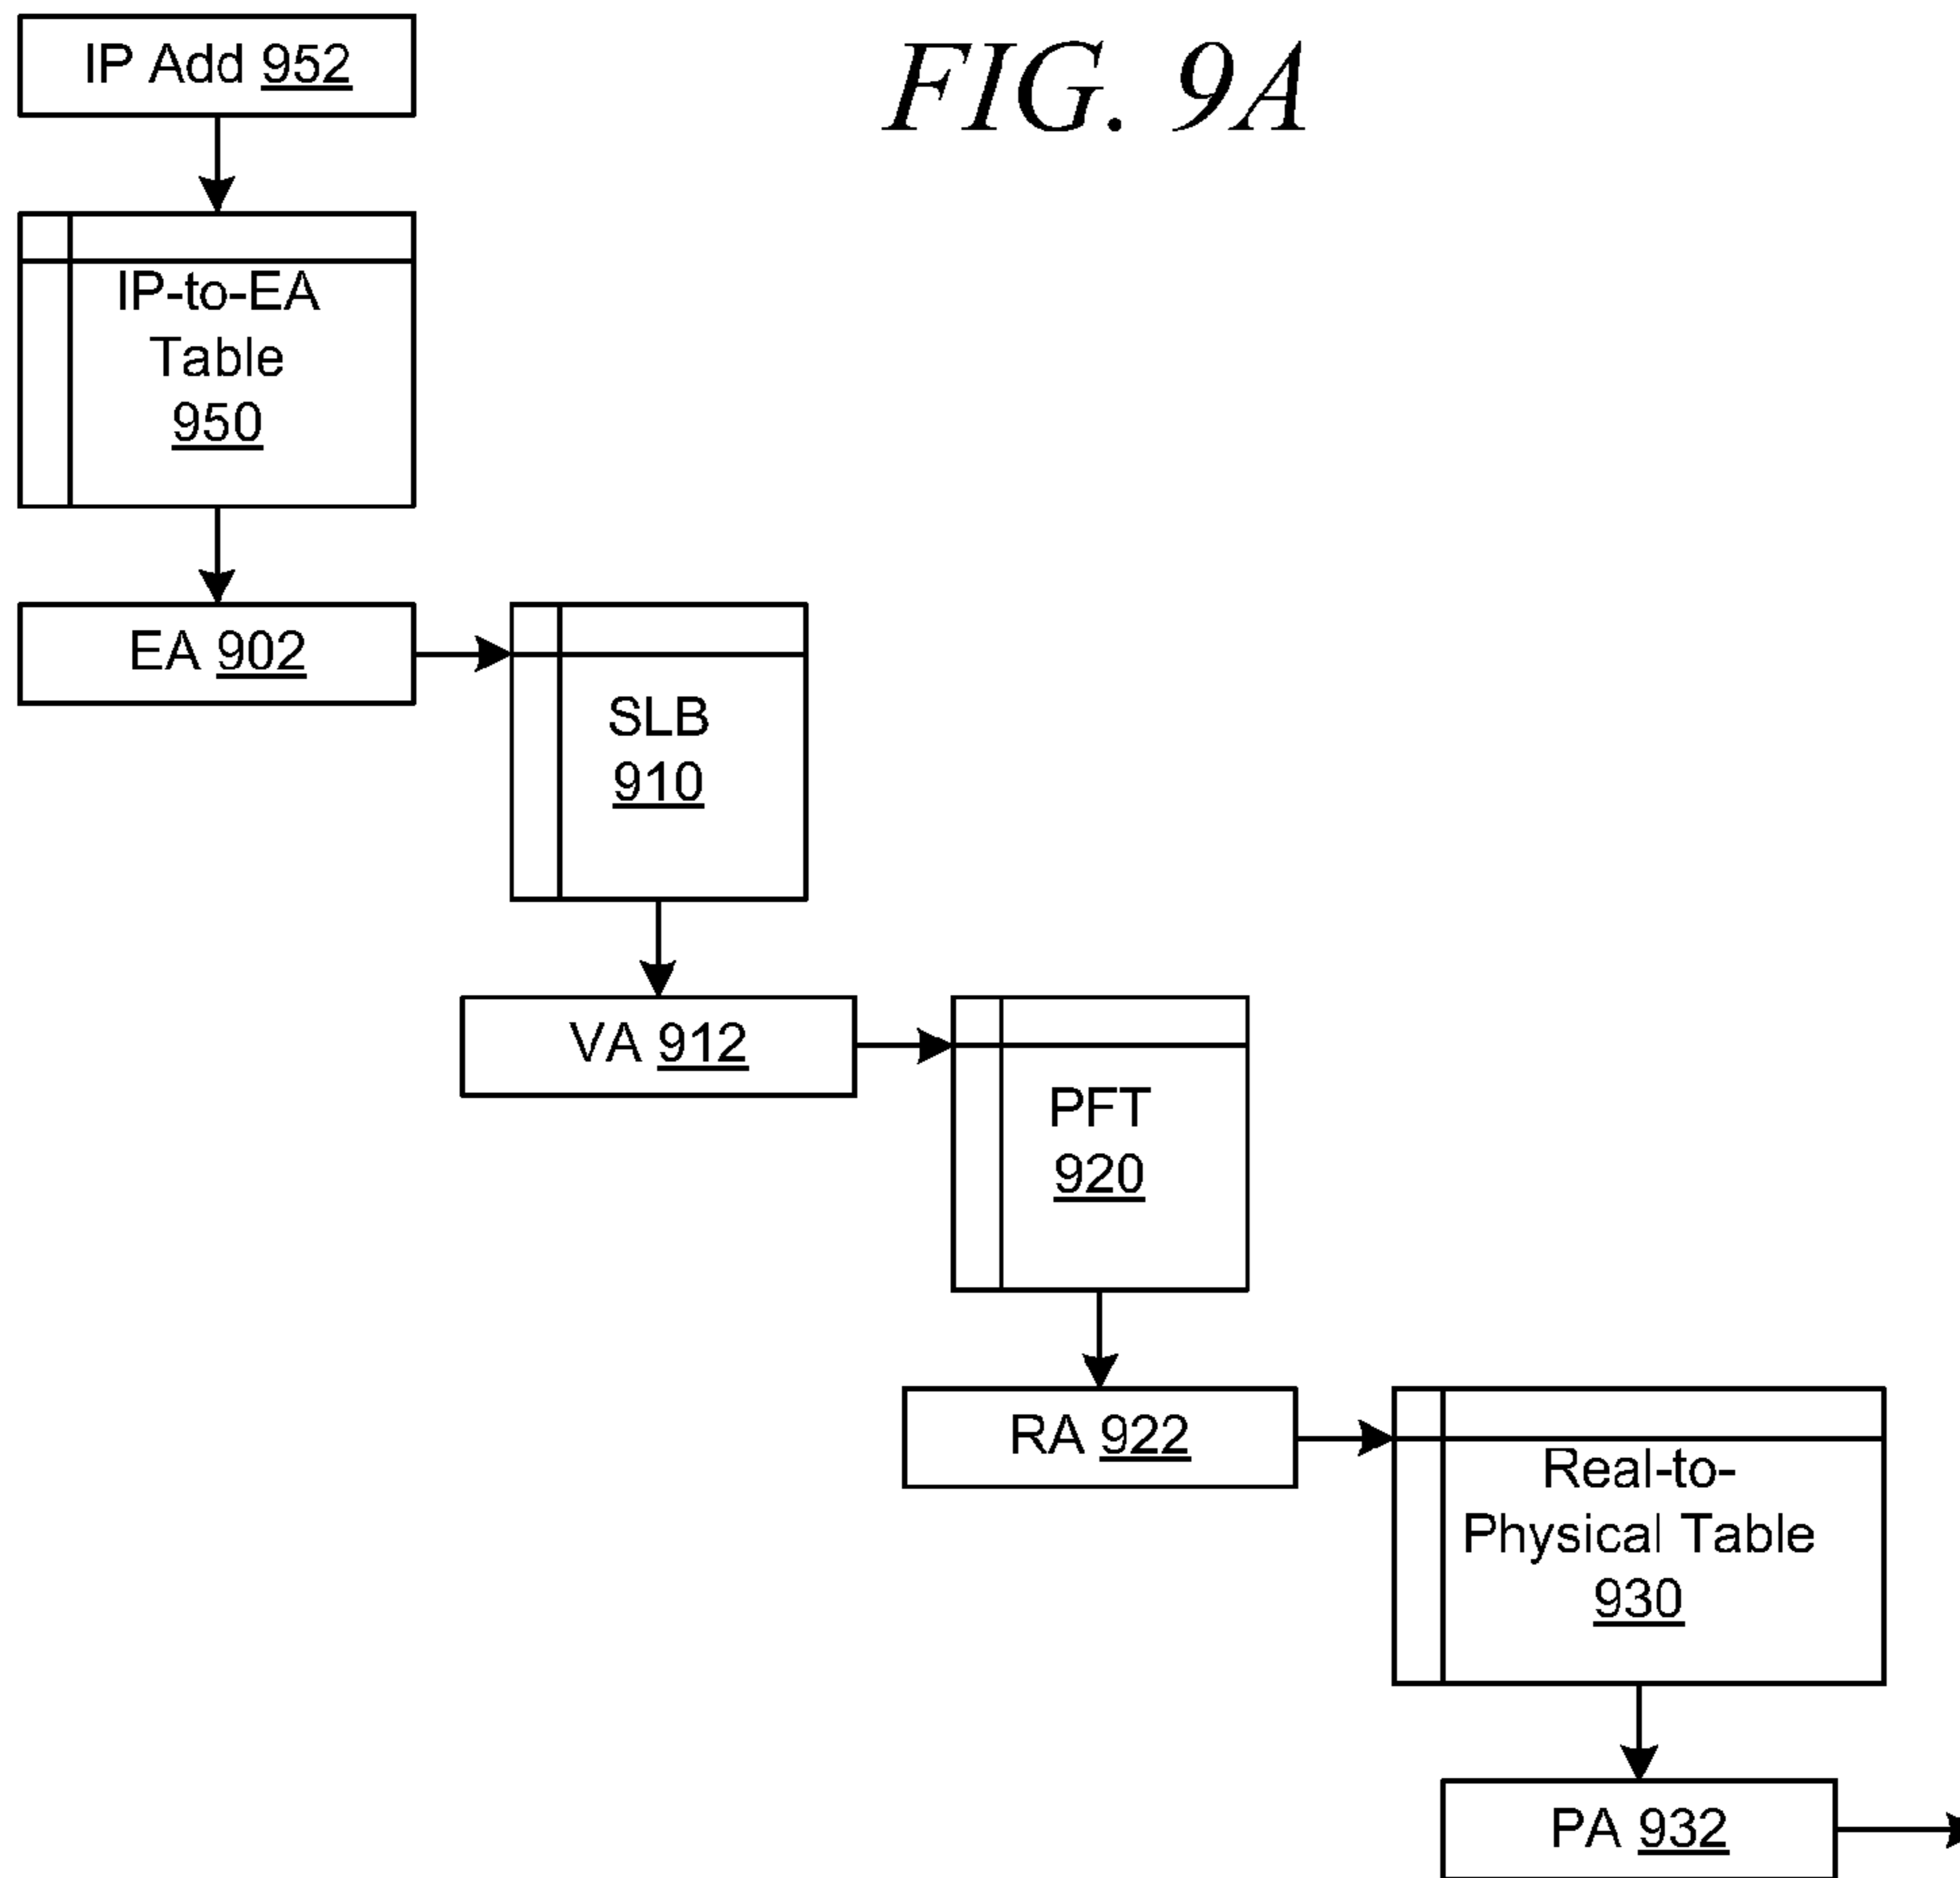 FIG. 9A
IP Add 952
IP-to-EA
Table
950
EA 902
SLB
910
VA 912
PFT
920
RA 922
Real-to-
Physical Table
930
PA 932